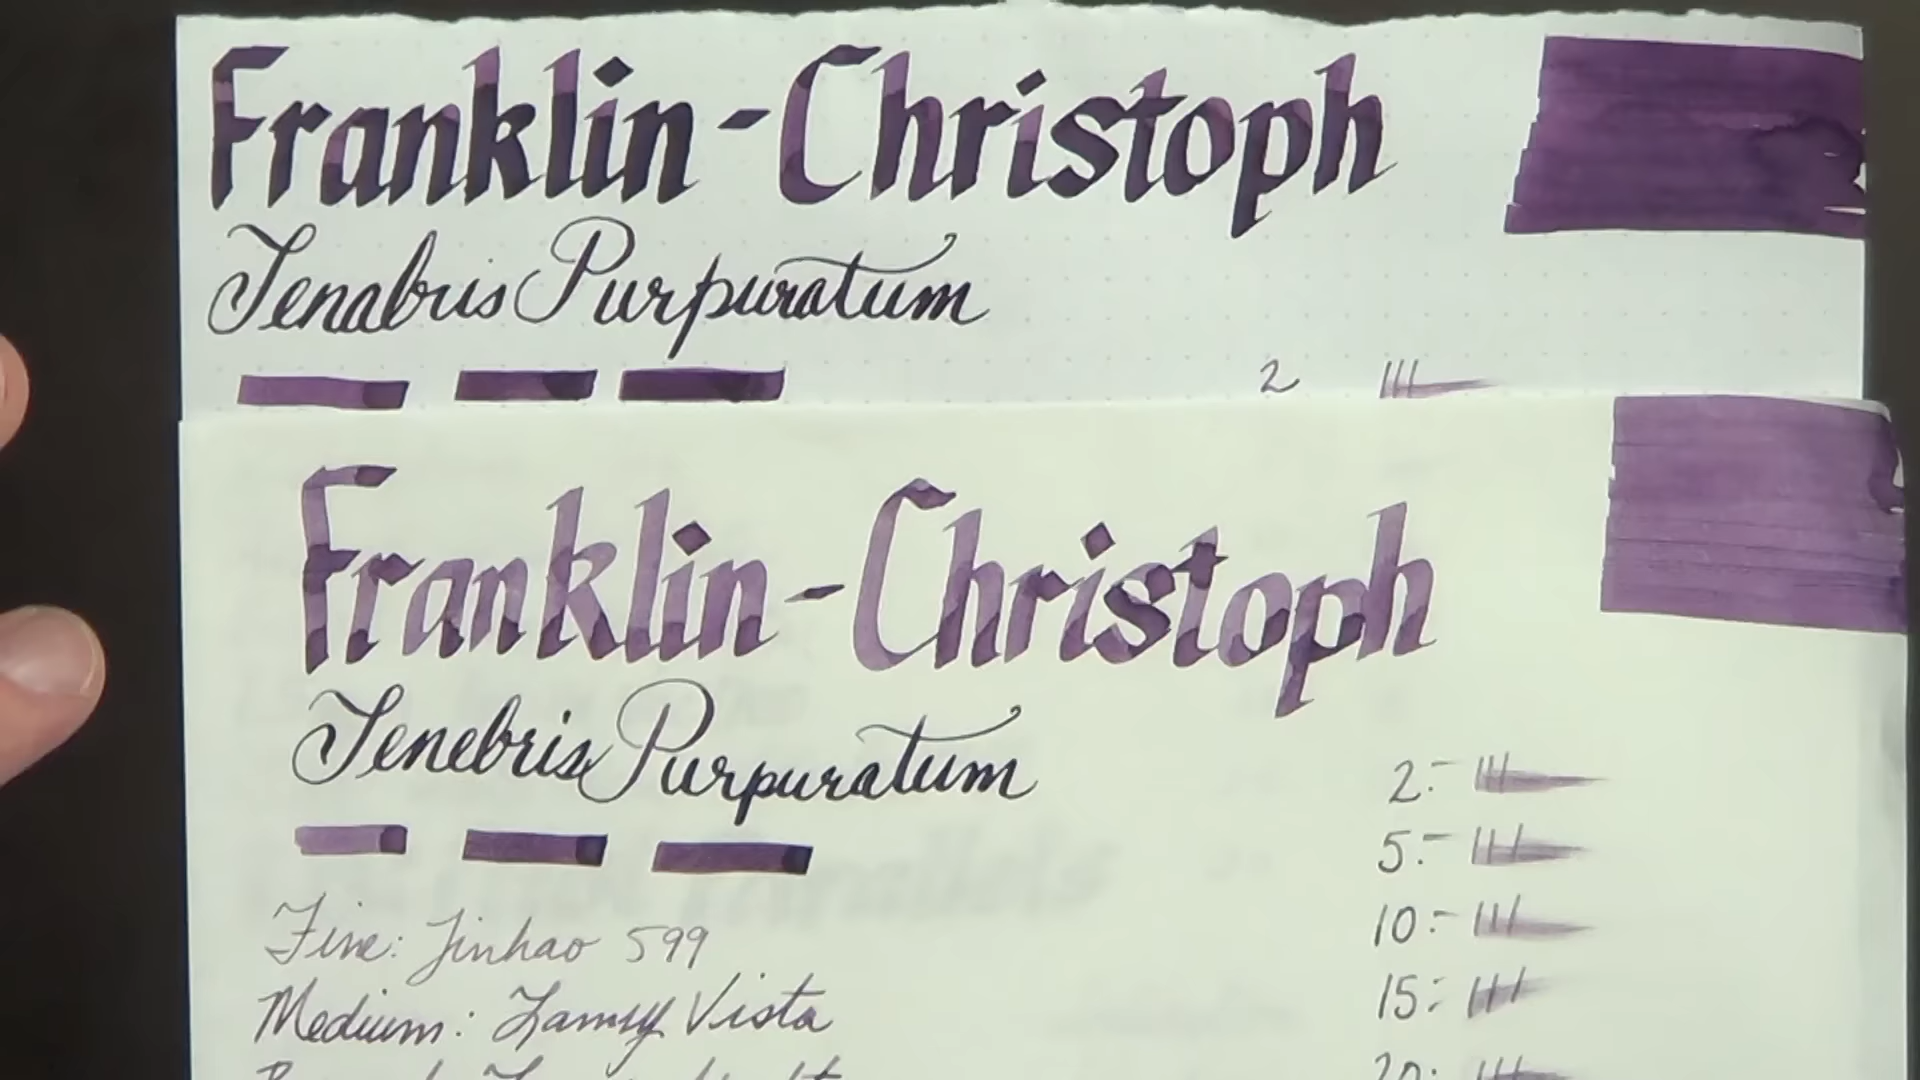 Franklin-Christoph
Tenabris Purpuratum
2
Franklin-Christoph
Tenebris Purpuratum
2:-
5:-
10:-
Fine: Jinhao 599
15:
Medium: Lamy Vista
20: